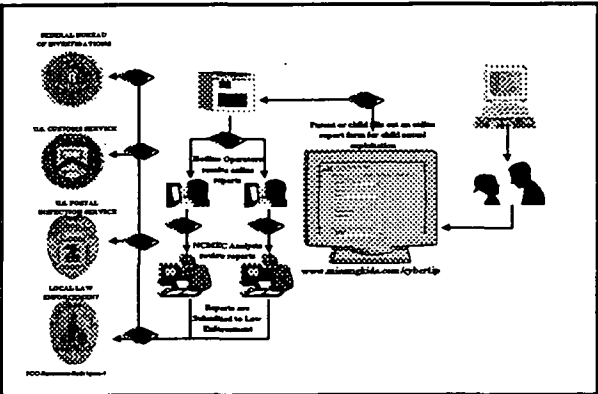 FEDERAL BUREAU
OF INVESTIGATIONS
U.S. CUSTOMS SERVICE
U.S. POSTAL
INSPECTION SERVICE
LOCAL LAW
ENFORCEMENT
Parent or child fills out an online
report form for child sexual
exploitation
Hotline Operators
receive online
reports
NCMEC Analysts
review reports
Reports are
Submitted to Law
Enforcement
www.missingkids.com/cybertip